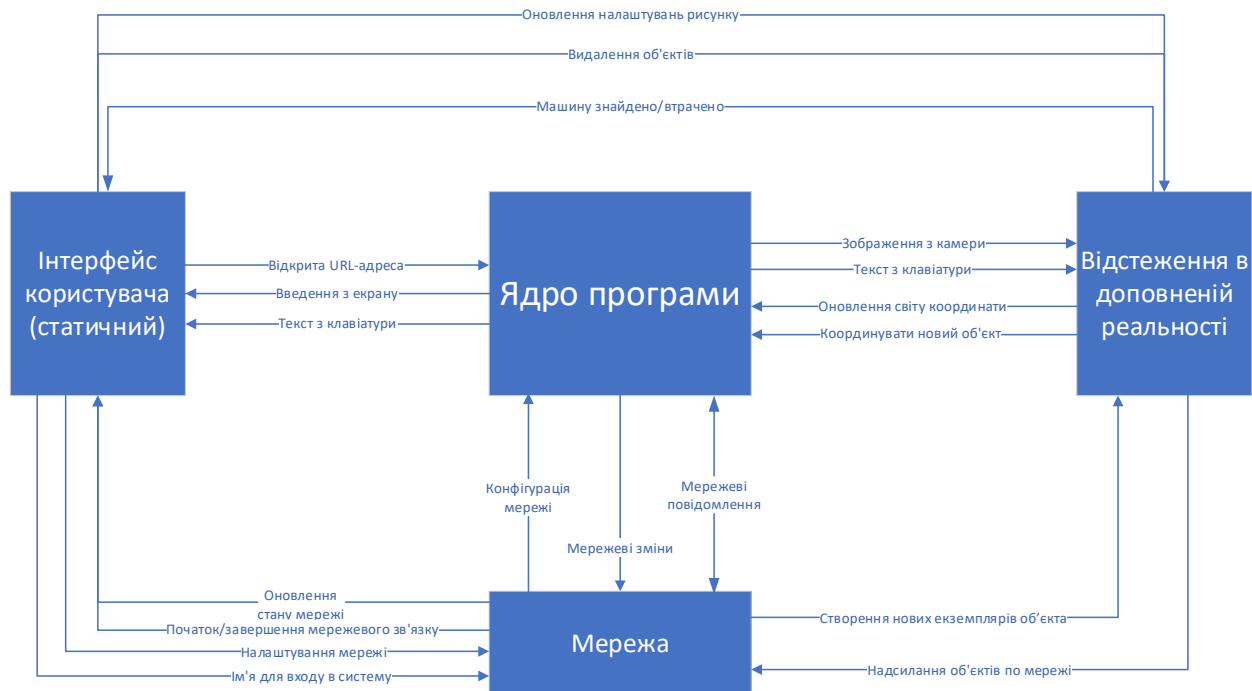 Оновлення налаштувань рисунку
Видалення об'єктів
Машину знайдено/втрачено
Інтерфейс
користувача
(статичний)
Відкрита URL-адреса
Введення з екрану
Текст з клавіатури
Ядро програми
Зображення з камери
Текст з клавіатури
Оновлення світу координати
Координувати новий об'єкт
Відстеження в
доповненій
реальності
Конфігурація
мережі
Мережеві зміни
Мережеві
повідомлення
Оновлення
стану мережі
Початок/завершення мережевого зв'язку
Налаштування мережі
Ім'я для входу в систему
Мережа
Створення нових екземплярів об’єкта
Надсилання об'єктів по мережі